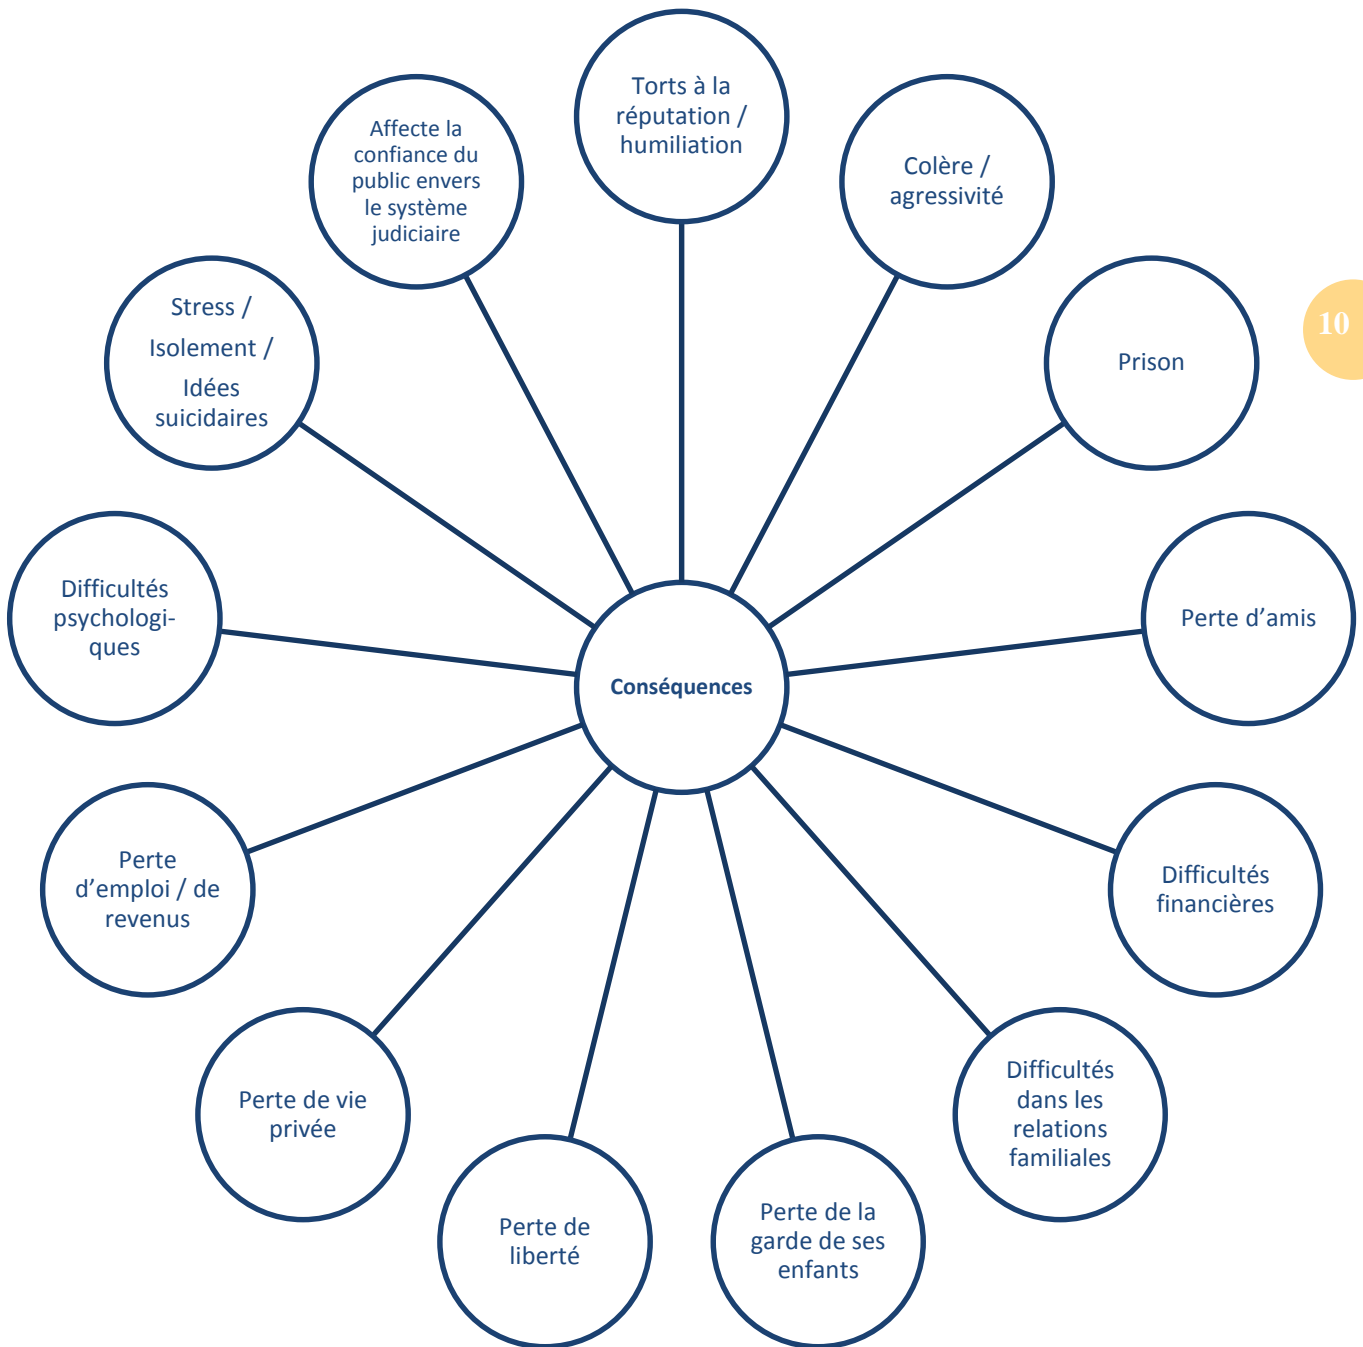 Torts à la
réputation /
humiliation
Colère /
agressivité
Prison
Perte d’amis
Difficultés
financières
Difficultés
dans les
relations
familiales
Perte de la
garde de ses
enfants
Perte de
liberté
Perte de vie
privée
Perte
d’emploi / de
revenus
Difficultés
psychologi-
ques
Stress /
Isolement /
Idées
suicidaires
Affecte la
confiance du
public envers
le système
judiciaire
Conséquences
10